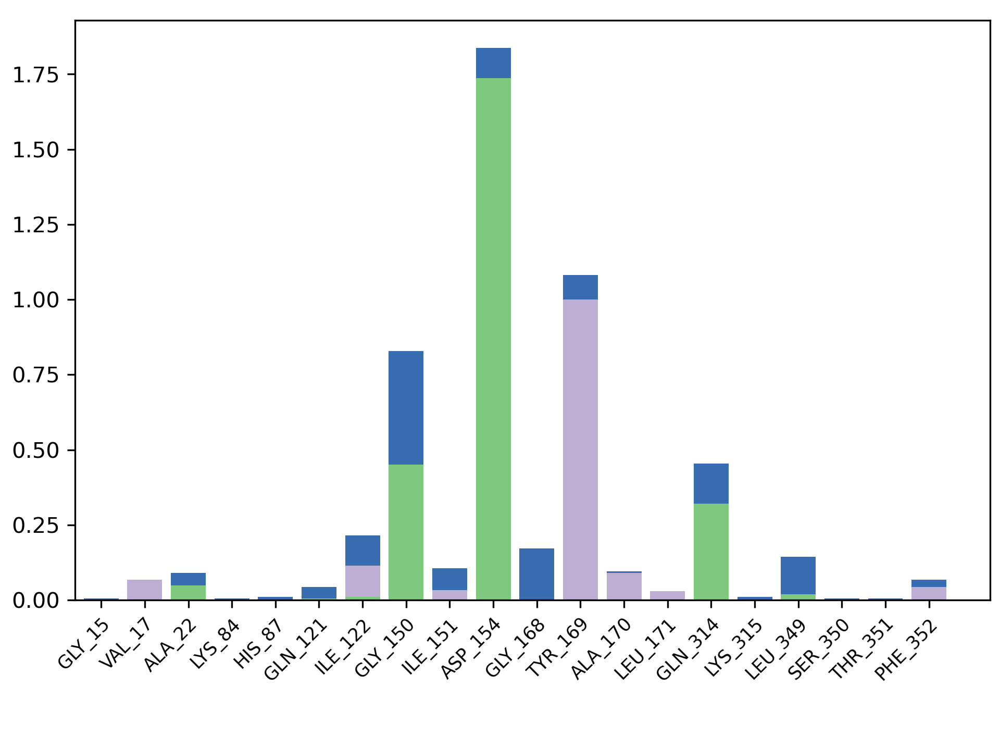 1.75
1.50
1.25
1.00
0.75
0.50
0.25
0.00
GLY_15
VAL_17
ALA_22
LYS_84
HIS_87
GLN_121
ILE_122
GLY_150
ILE_151
ASP_154
GLY_168
TYR_169
ALA_170
LEU_171
GLN_314
LYS_315
LEU_349
SER_350
THR_351
PHE_352